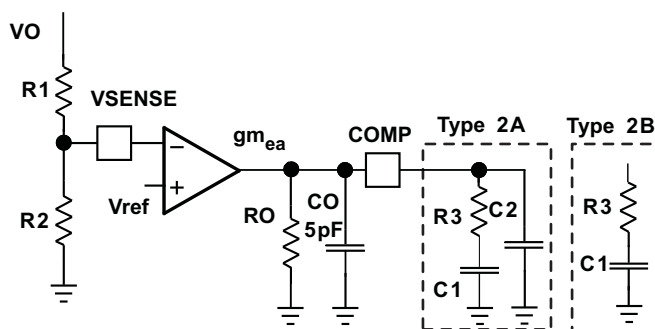 VO
R1
VSENSE
gm_ea
COMP
Type 2A
Type 2B
Vref
R2
RO
CO
5pF
R3
C2
R3
C1
C1
−
+